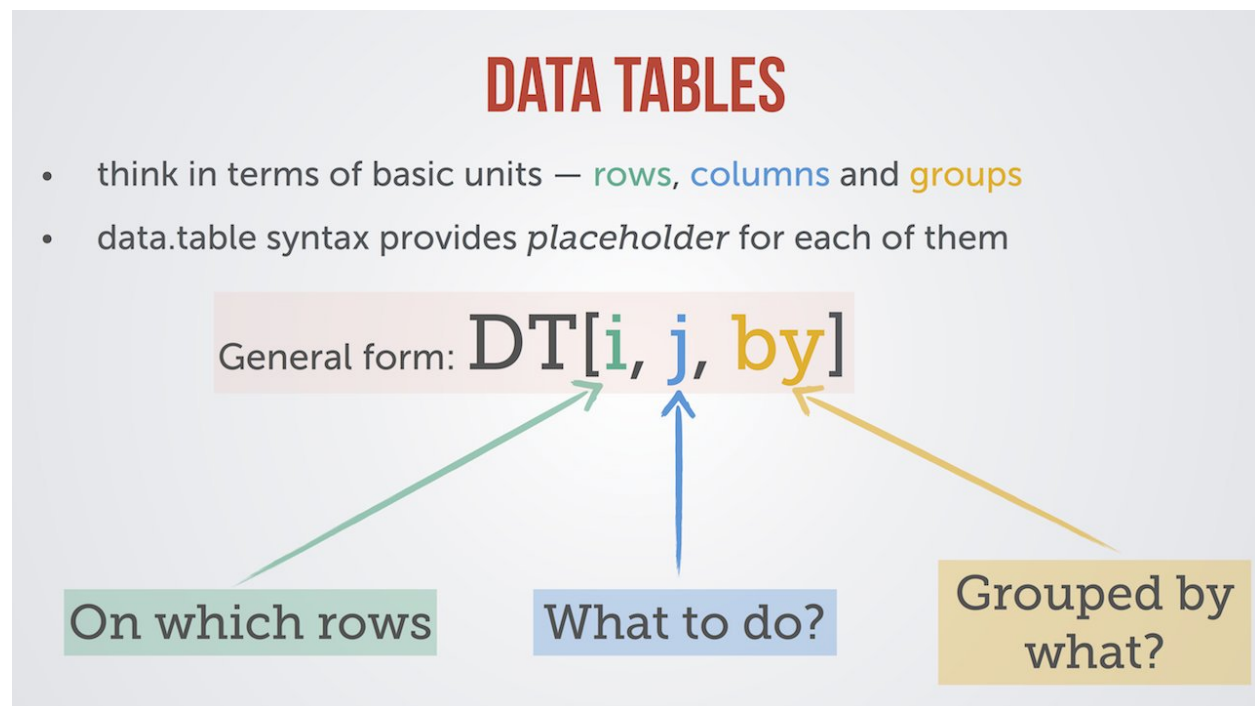 DATA TABLES
• think in terms of basic units — rows, columns and groups
• data.table syntax provides placeholder for each of them
General form: DT[i, j, by]
On which rows
What to do?
Grouped by
what?